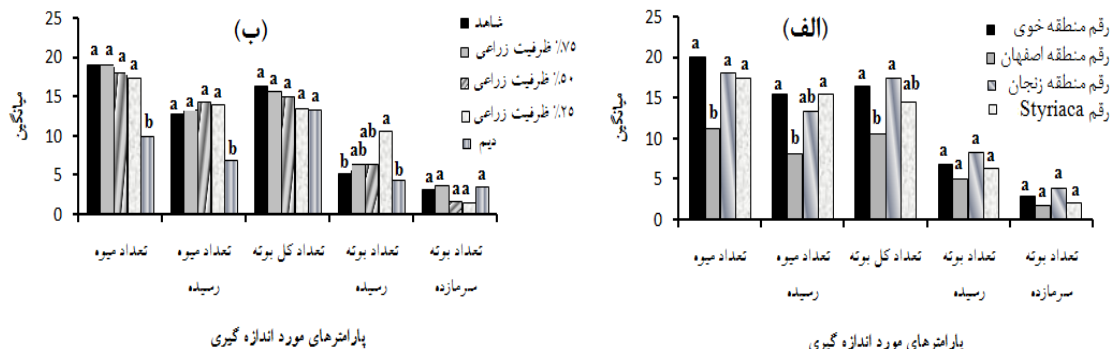 (الف)
رقم منطقه خوی
رقم منطقه اصفهان
رقم منطقه زنجان
رقم Styriaca
میانگین
25
20
15
10
5
0
a b a a
a b a a
a b a ab
a a a a
a a a a
تعداد میوه
تعداد میوه رسیده
تعداد کل بوته
تعداد بوته رسیده
تعداد بوته سرمازده
پارامترهای مورد اندازه گیری
(ب)
شاهد
۷۵٪ ظرفیت زراعی
۵۰٪ ظرفیت زراعی
۲۵٪ ظرفیت زراعی
دیم
میانگین
25
20
15
10
5
0
a a a a b
a a a a b
a a a a a
b ab ab a b
a a a a a
تعداد میوه
تعداد میوه رسیده
تعداد کل بوته
تعداد بوته رسیده
تعداد بوته سرمازده
پارامترهای مورد اندازه گیری